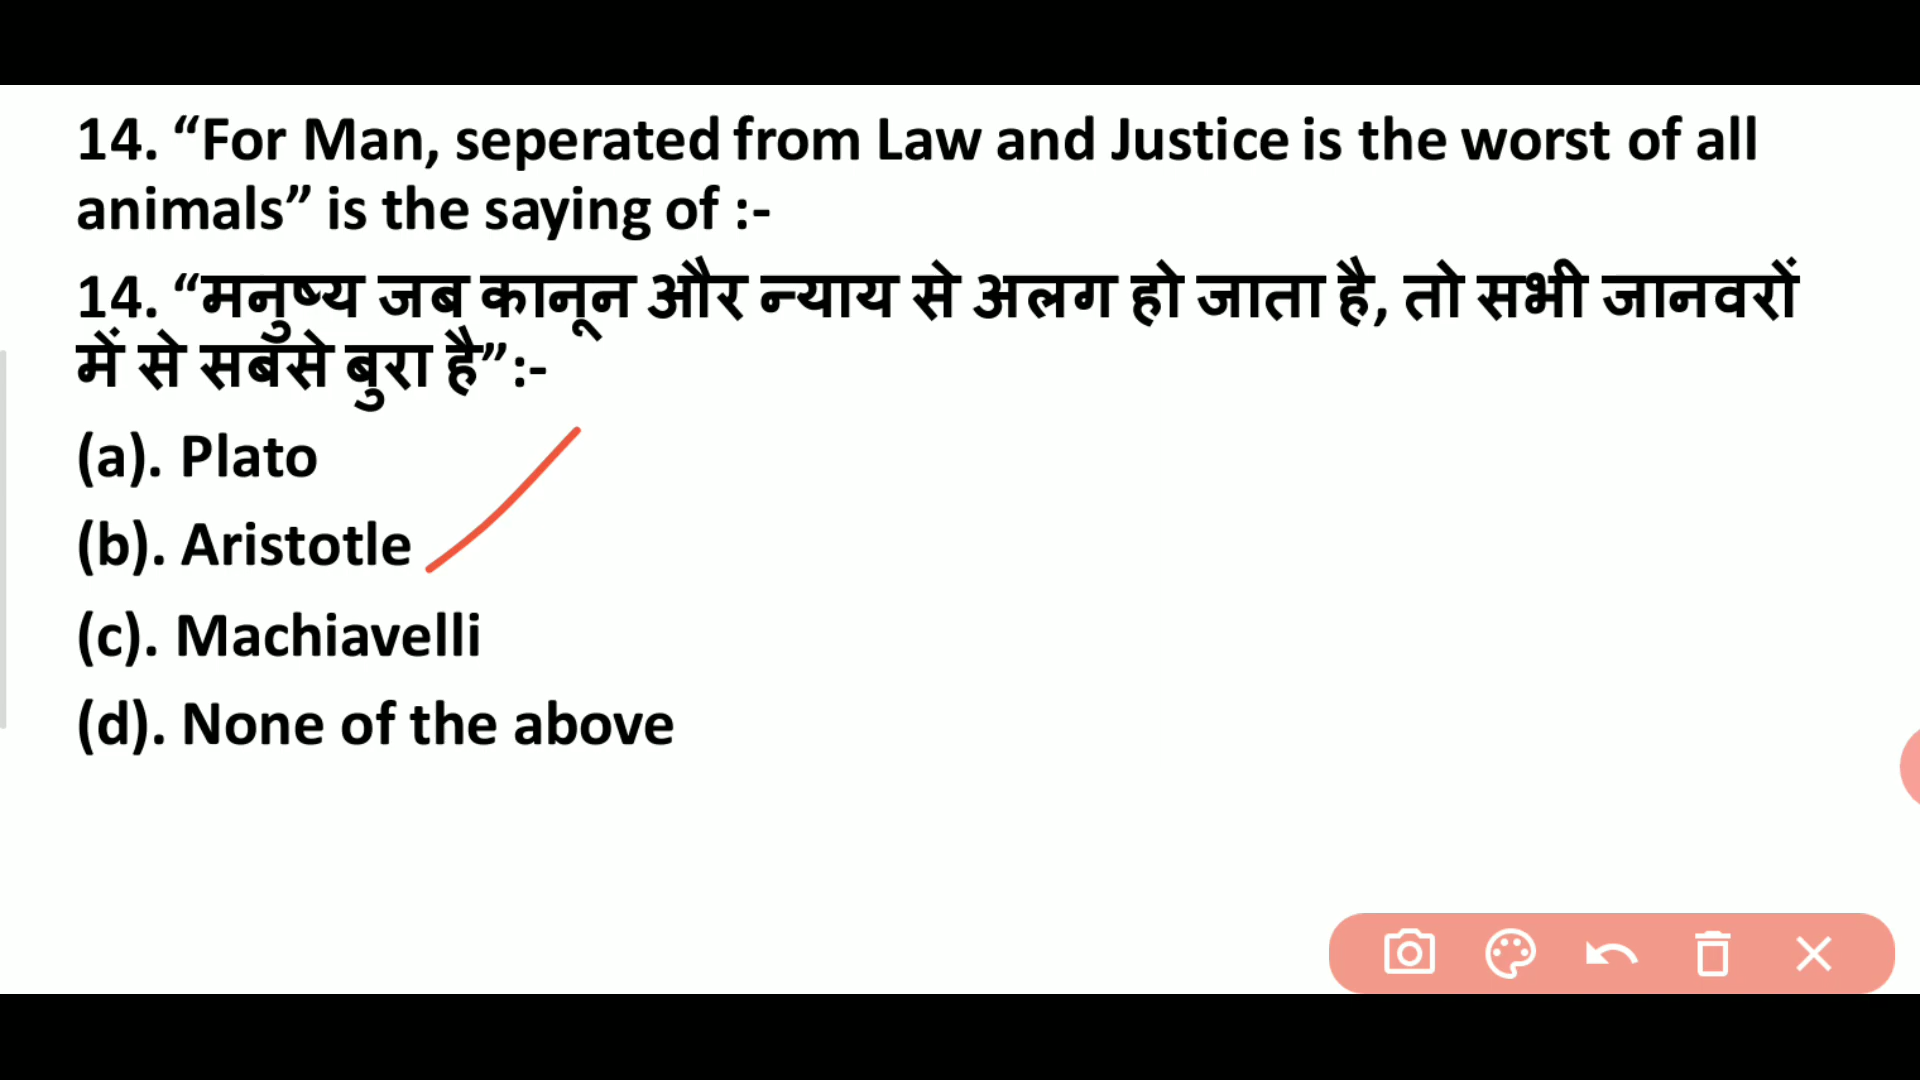 14. “For Man, seperated from Law and Justice is the worst of all
animals” is the saying of :-
14. “मनुष्य जब कानून और न्याय से अलग हो जाता है, तो सभी जानवरों
में से सबसे बुरा है”:-
(a). Plato
(b). Aristotle
(c). Machiavelli
(d). None of the above